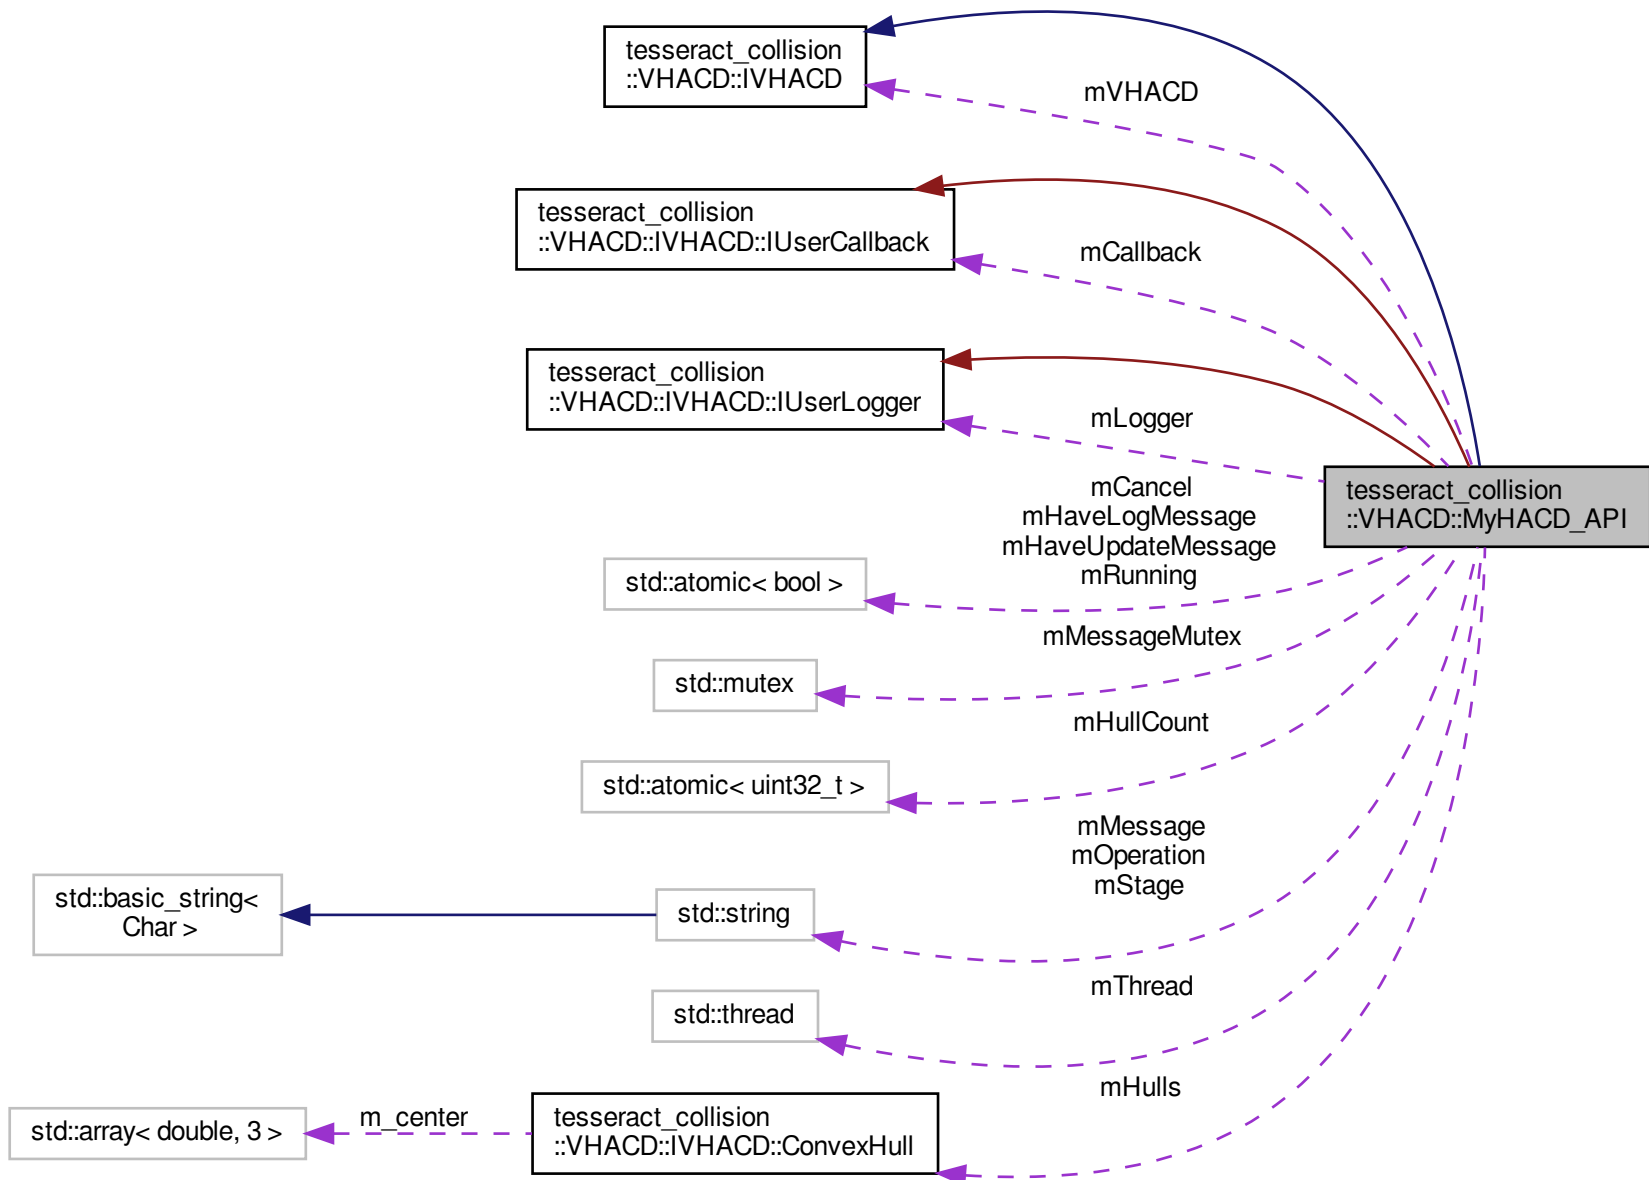 tesseract_collision
::VHACD::IVHACD
mVHACD
tesseract_collision
::VHACD::IVHACD::IUserCallback
mCallback
tesseract_collision
::VHACD::IVHACD::IUserLogger
mLogger
tesseract_collision
::VHACD::MyHACD_API
mCancel
mHaveLogMessage
mHaveUpdateMessage
mRunning
std::atomic< bool >
mMessageMutex
std::mutex
mHullCount
std::atomic< uint32_t >
mMessage
mOperation
mStage
std::basic_string<
Char >
std::string
mThread
std::thread
mHulls
std::array< double, 3 >
m_center
tesseract_collision
::VHACD::IVHACD::ConvexHull